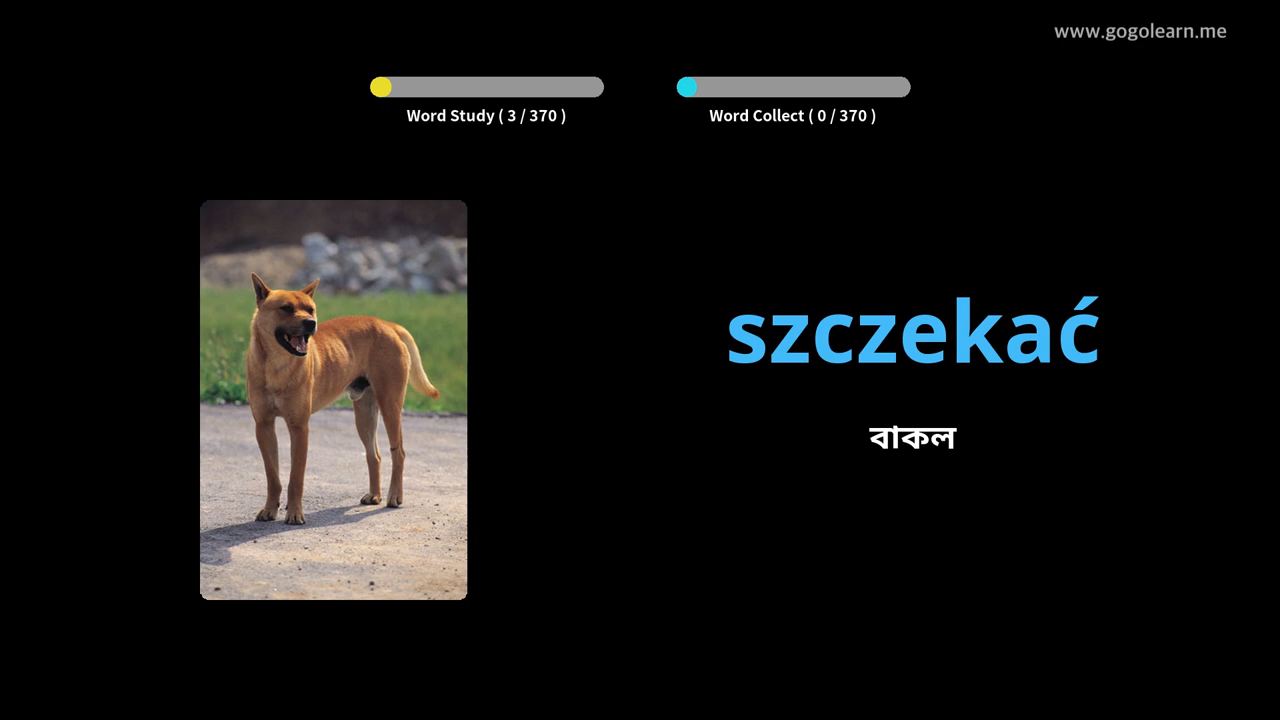 www.gogolearn.me
Word Study ( 3 / 370 )
Word Collect ( 0 / 370 )
szczekać
বাকল